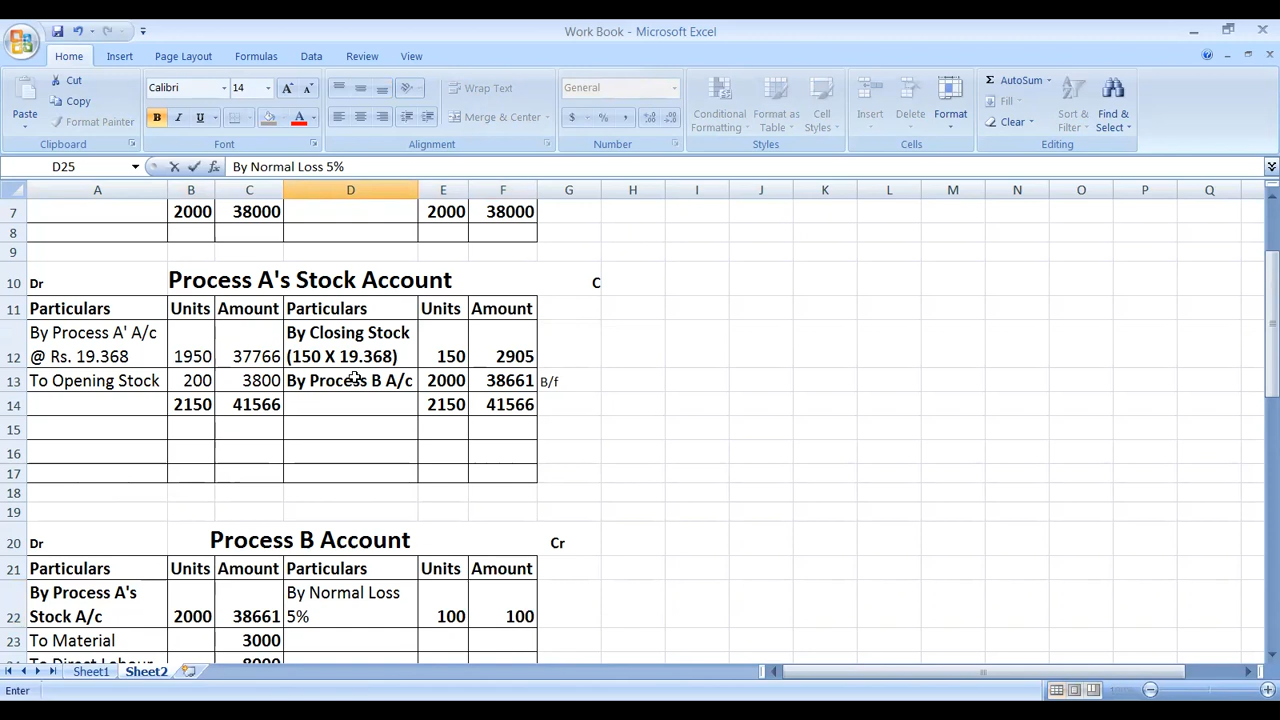 Work Book - Microsoft Excel
Home Insert Page Layout Formulas Data Review View
Paste Cut Calibri 14 A A Wrap Text General Conditional Formatting Format as Table Cell Styles Insert Delete Format AutoSum Sort & Filter Find & Select
Copy Fill
Format Painter B I U A Merge & Center $ % , Clear
Clipboard Font Alignment Number Styles Cells Editing
D25 fx By Normal Loss 5%
A B C D E F G H I J K L M N O P Q
7 2000 38000 2000 38000
8
9
10 Dr Process A's Stock Account C
11 Particulars Units Amount Particulars Units Amount
By Process A' A/c By Closing Stock
12 @ Rs. 19.368 1950 37766 (150 X 19.368) 150 2905
13 To Opening Stock 200 3800 By Process B A/c 2000 38661 B/f
14 2150 41566 2150 41566
15
16
17
18
19
20 Dr Process B Account Cr
21 Particulars Units Amount Particulars Units Amount
By Process A's By Normal Loss
22 Stock A/c 2000 38661 5% 100 100
23 To Material 3000
To Direct Labour 8000
Sheet1 Sheet2
Enter